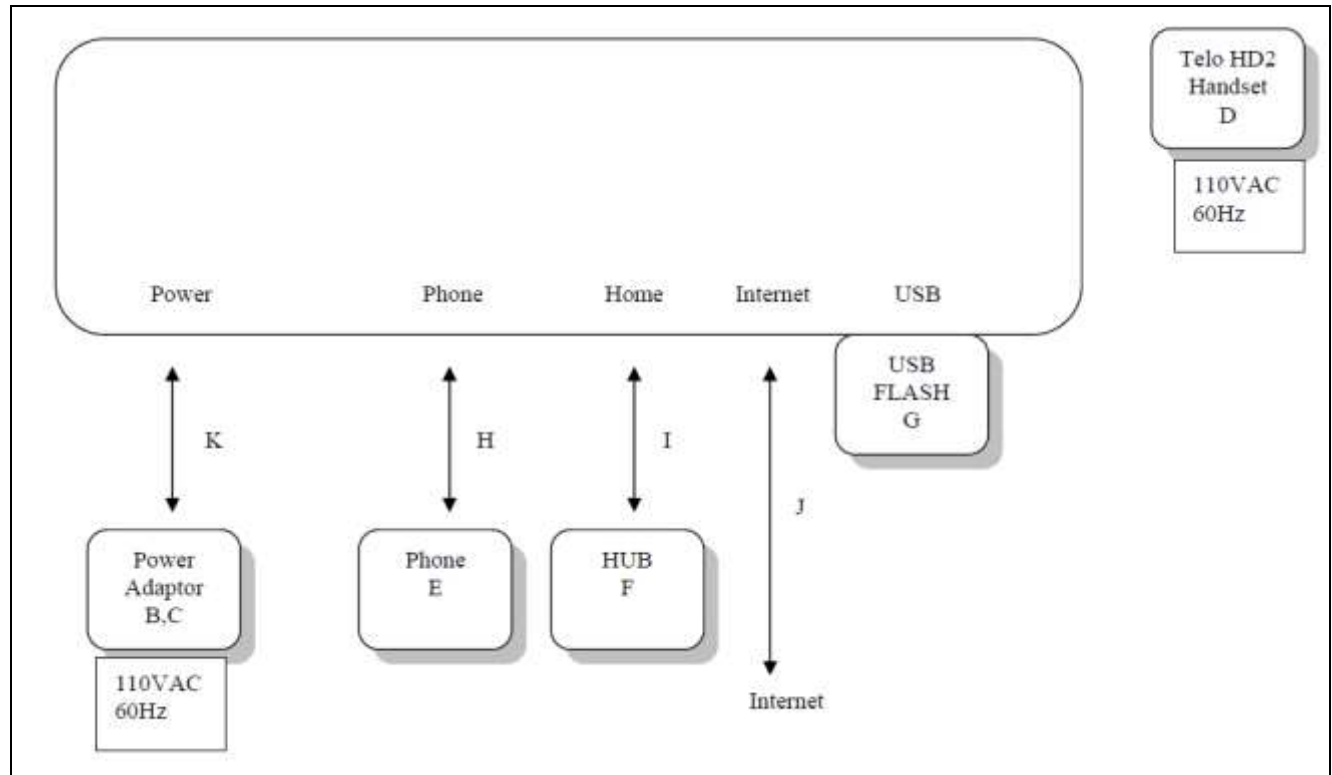 Telo HD2
Handset
D
110VAC
60Hz
Power
Phone
Home
Internet
USB
USB
FLASH
G
K
H
I
J
Power
Adaptor
B,C
Phone
E
HUB
F
110VAC
60Hz
Internet